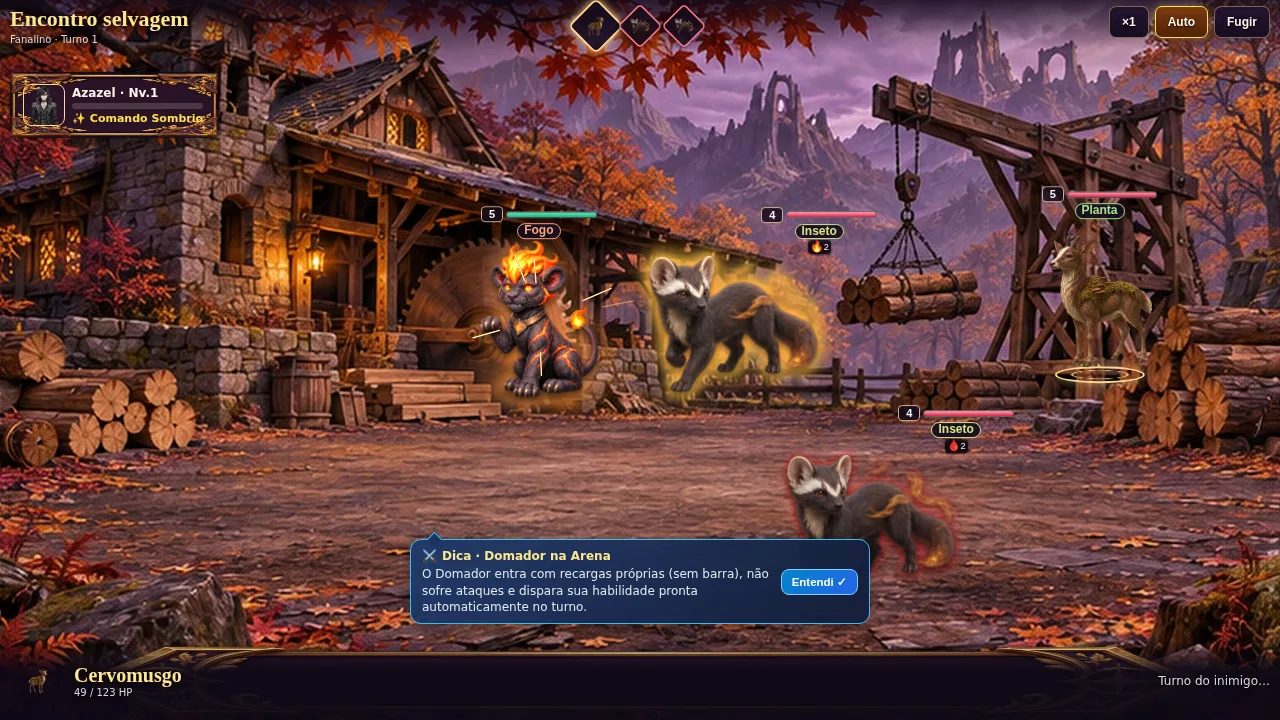 Encontro selvagem
Fanalino · Turno 1
×1
Auto
Fugir
Azazel · Nv.1
✨ Comando Sombrio
5
Fogo
4
Inseto
2
5
Planta
4
Inseto
2
⚔️ Dica · Domador na Arena
O Domador entra com recargas próprias (sem barra), não
sofre ataques e dispara sua habilidade pronta
automaticamente no turno.
Entendi ✓
Cervomusgo
49 / 123 HP
Turno do inimigo...